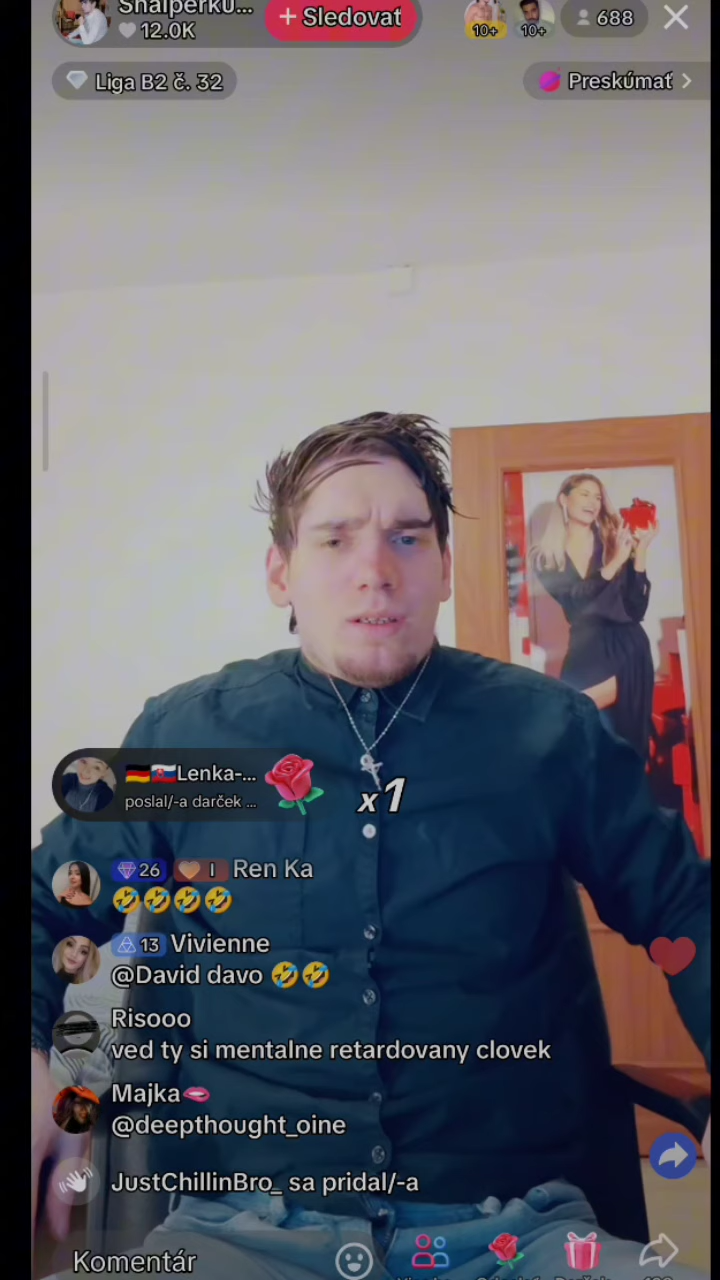 Snaiperku...
12.0K
+ Sledovať
10+
10+
688
Liga B2 č. 32
Preskúmať >
Lenka-...
poslal/-a darček ...
x1
26 I Ren Ka
🤣🤣🤣🤣
13 Vivienne
@David davo 🤣🤣
Risooo
ved ty si mentalne retardovany clovek
Majka🫦
@deepthought_oine
JustChillinBro_ sa pridal/-a
Komentár